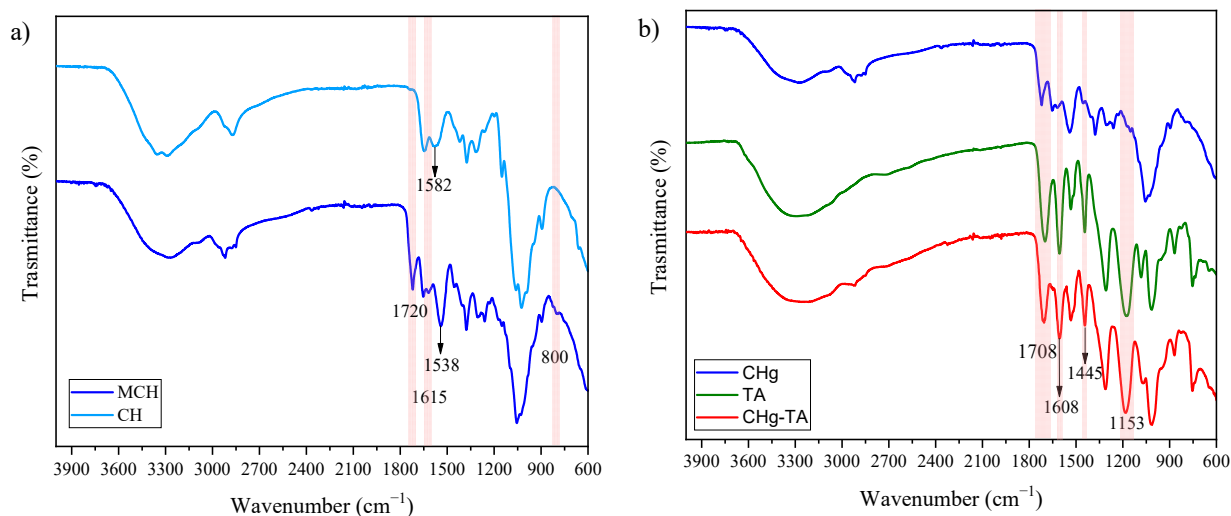 a)
Trasmittance (%)
1582
1720
1538
1615
800
MCH
CH
3900 3600 3300 3000 2700 2400 2100 1800 1500 1200 900 600
Wavenumber (cm⁻¹)
b)
Trasmittance (%)
1708
1608
1445
1153
CHg
TA
CHg-TA
3900 3600 3300 3000 2700 2400 2100 1800 1500 1200 900 600
Wavenumber (cm⁻¹)